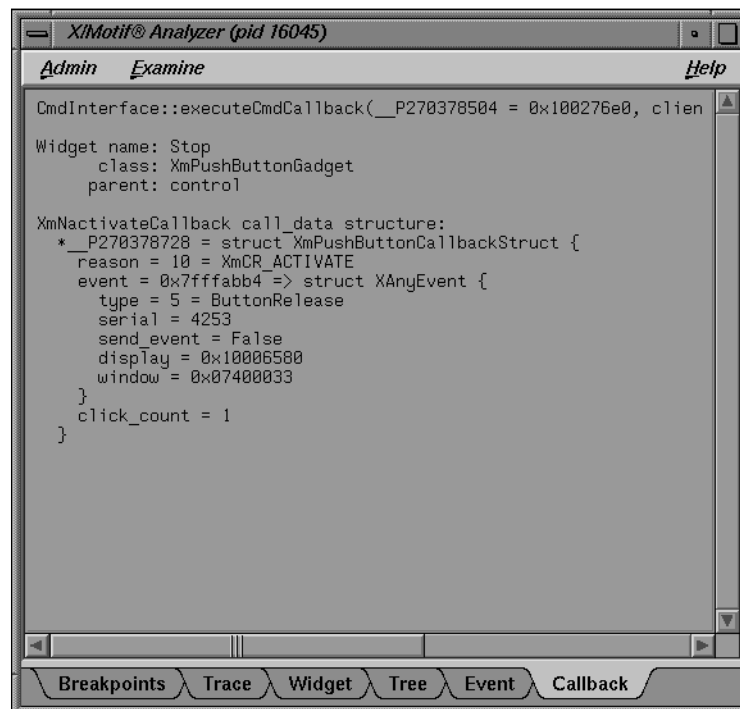 X/Motif® Analyzer (pid 16045)
Admin Examine Help
CmdInterface::executeCmdCallback(__P270378504 = 0x100276e0, clien
Widget name: Stop
class: XmPushButtonGadget
parent: control
XmNactivateCallback call_data structure:
*__P270378728 = struct XmPushButtonCallbackStruct {
reason = 10 = XmCR_ACTIVATE
event = 0x7fffabb4 => struct XAnyEvent {
type = 5 = ButtonRelease
serial = 4253
send_event = False
display = 0x10006580
window = 0x07400033
}
click_count = 1
}
Breakpoints Trace Widget Tree Event Callback